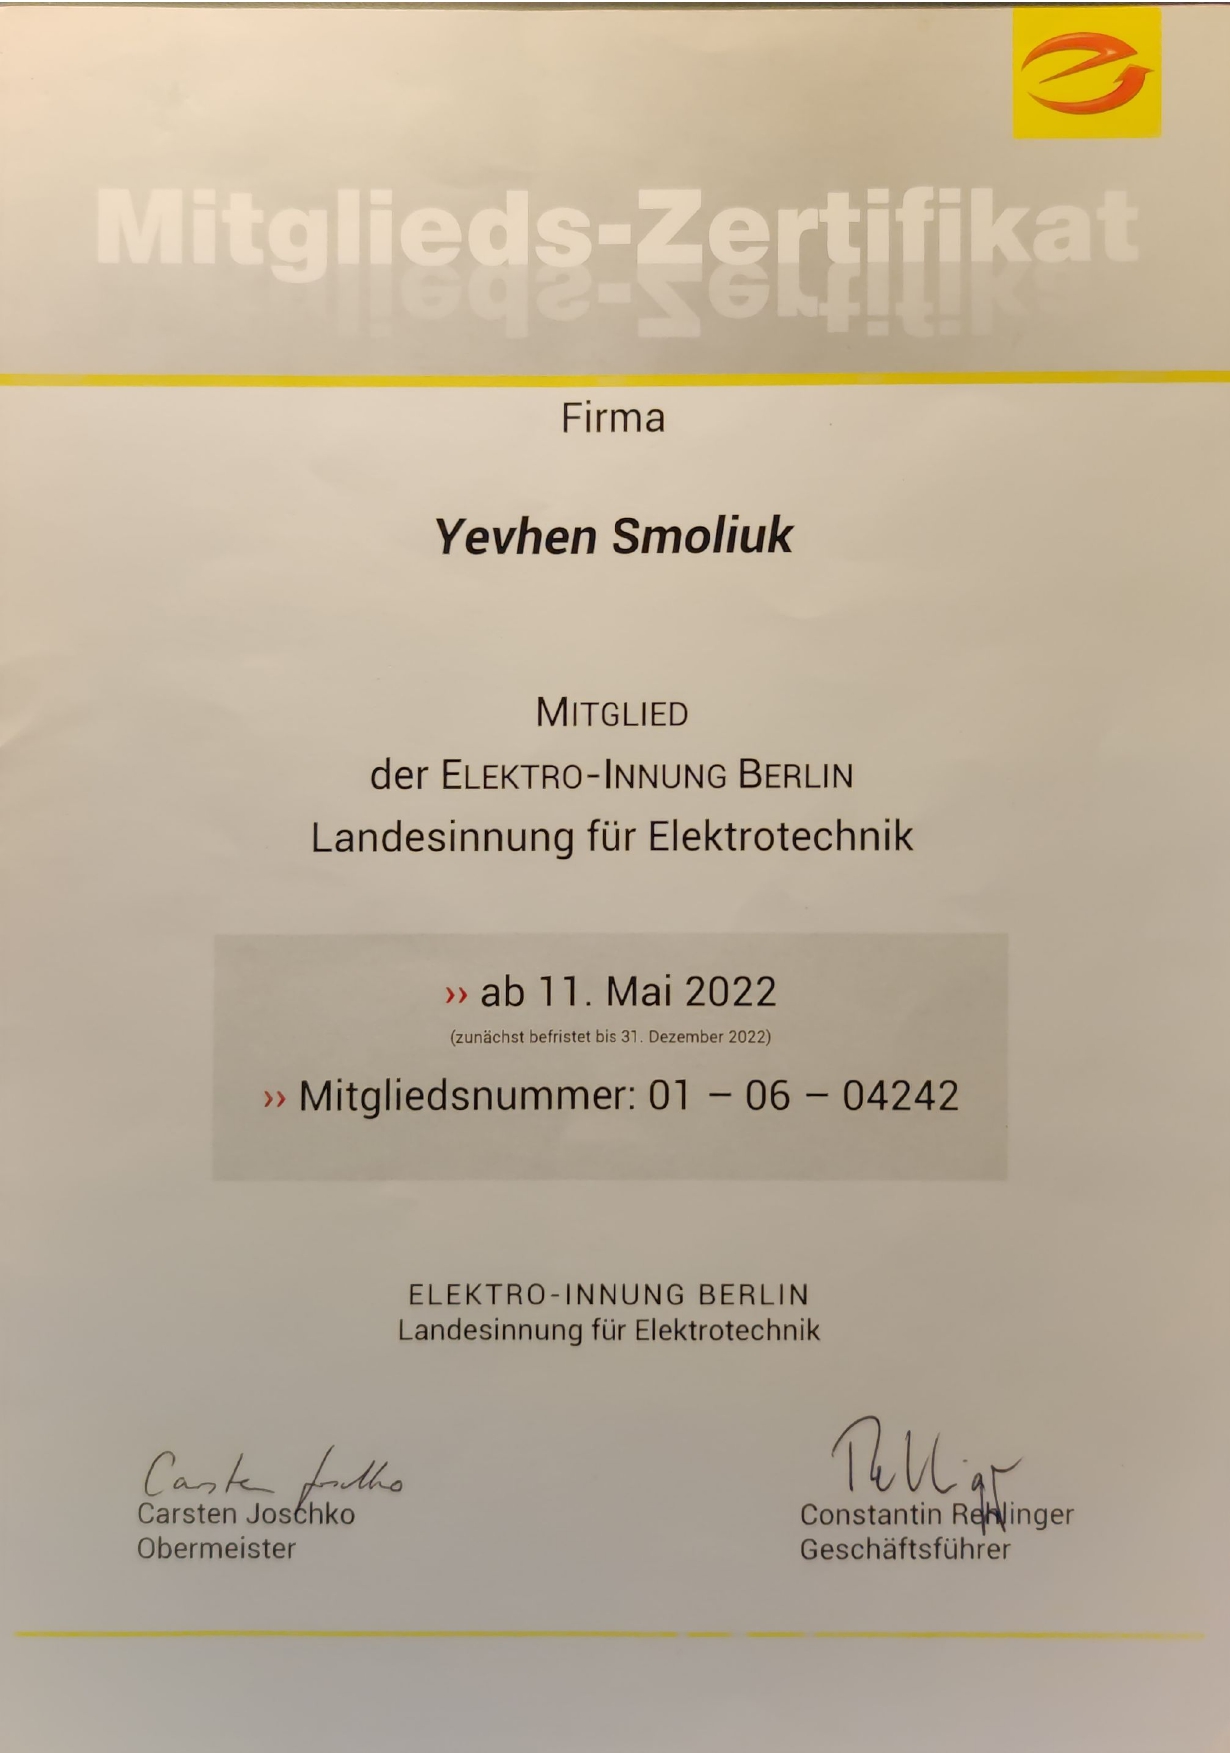 Mitglieds-Zertifikat
Firma
Yevhen Smoliuk
MITGLIED
der ELEKTRO-INNUNG BERLIN
Landesinnung für Elektrotechnik
›› ab 11. Mai 2022
(zunächst befristet bis 31. Dezember 2022)
›› Mitgliedsnummer: 01 – 06 – 04242
ELEKTRO-INNUNG BERLIN
Landesinnung für Elektrotechnik
Carsten Joschko
Carsten Joschko
Obermeister
Rehlinger
Constantin Rehlinger
Geschäftsführer